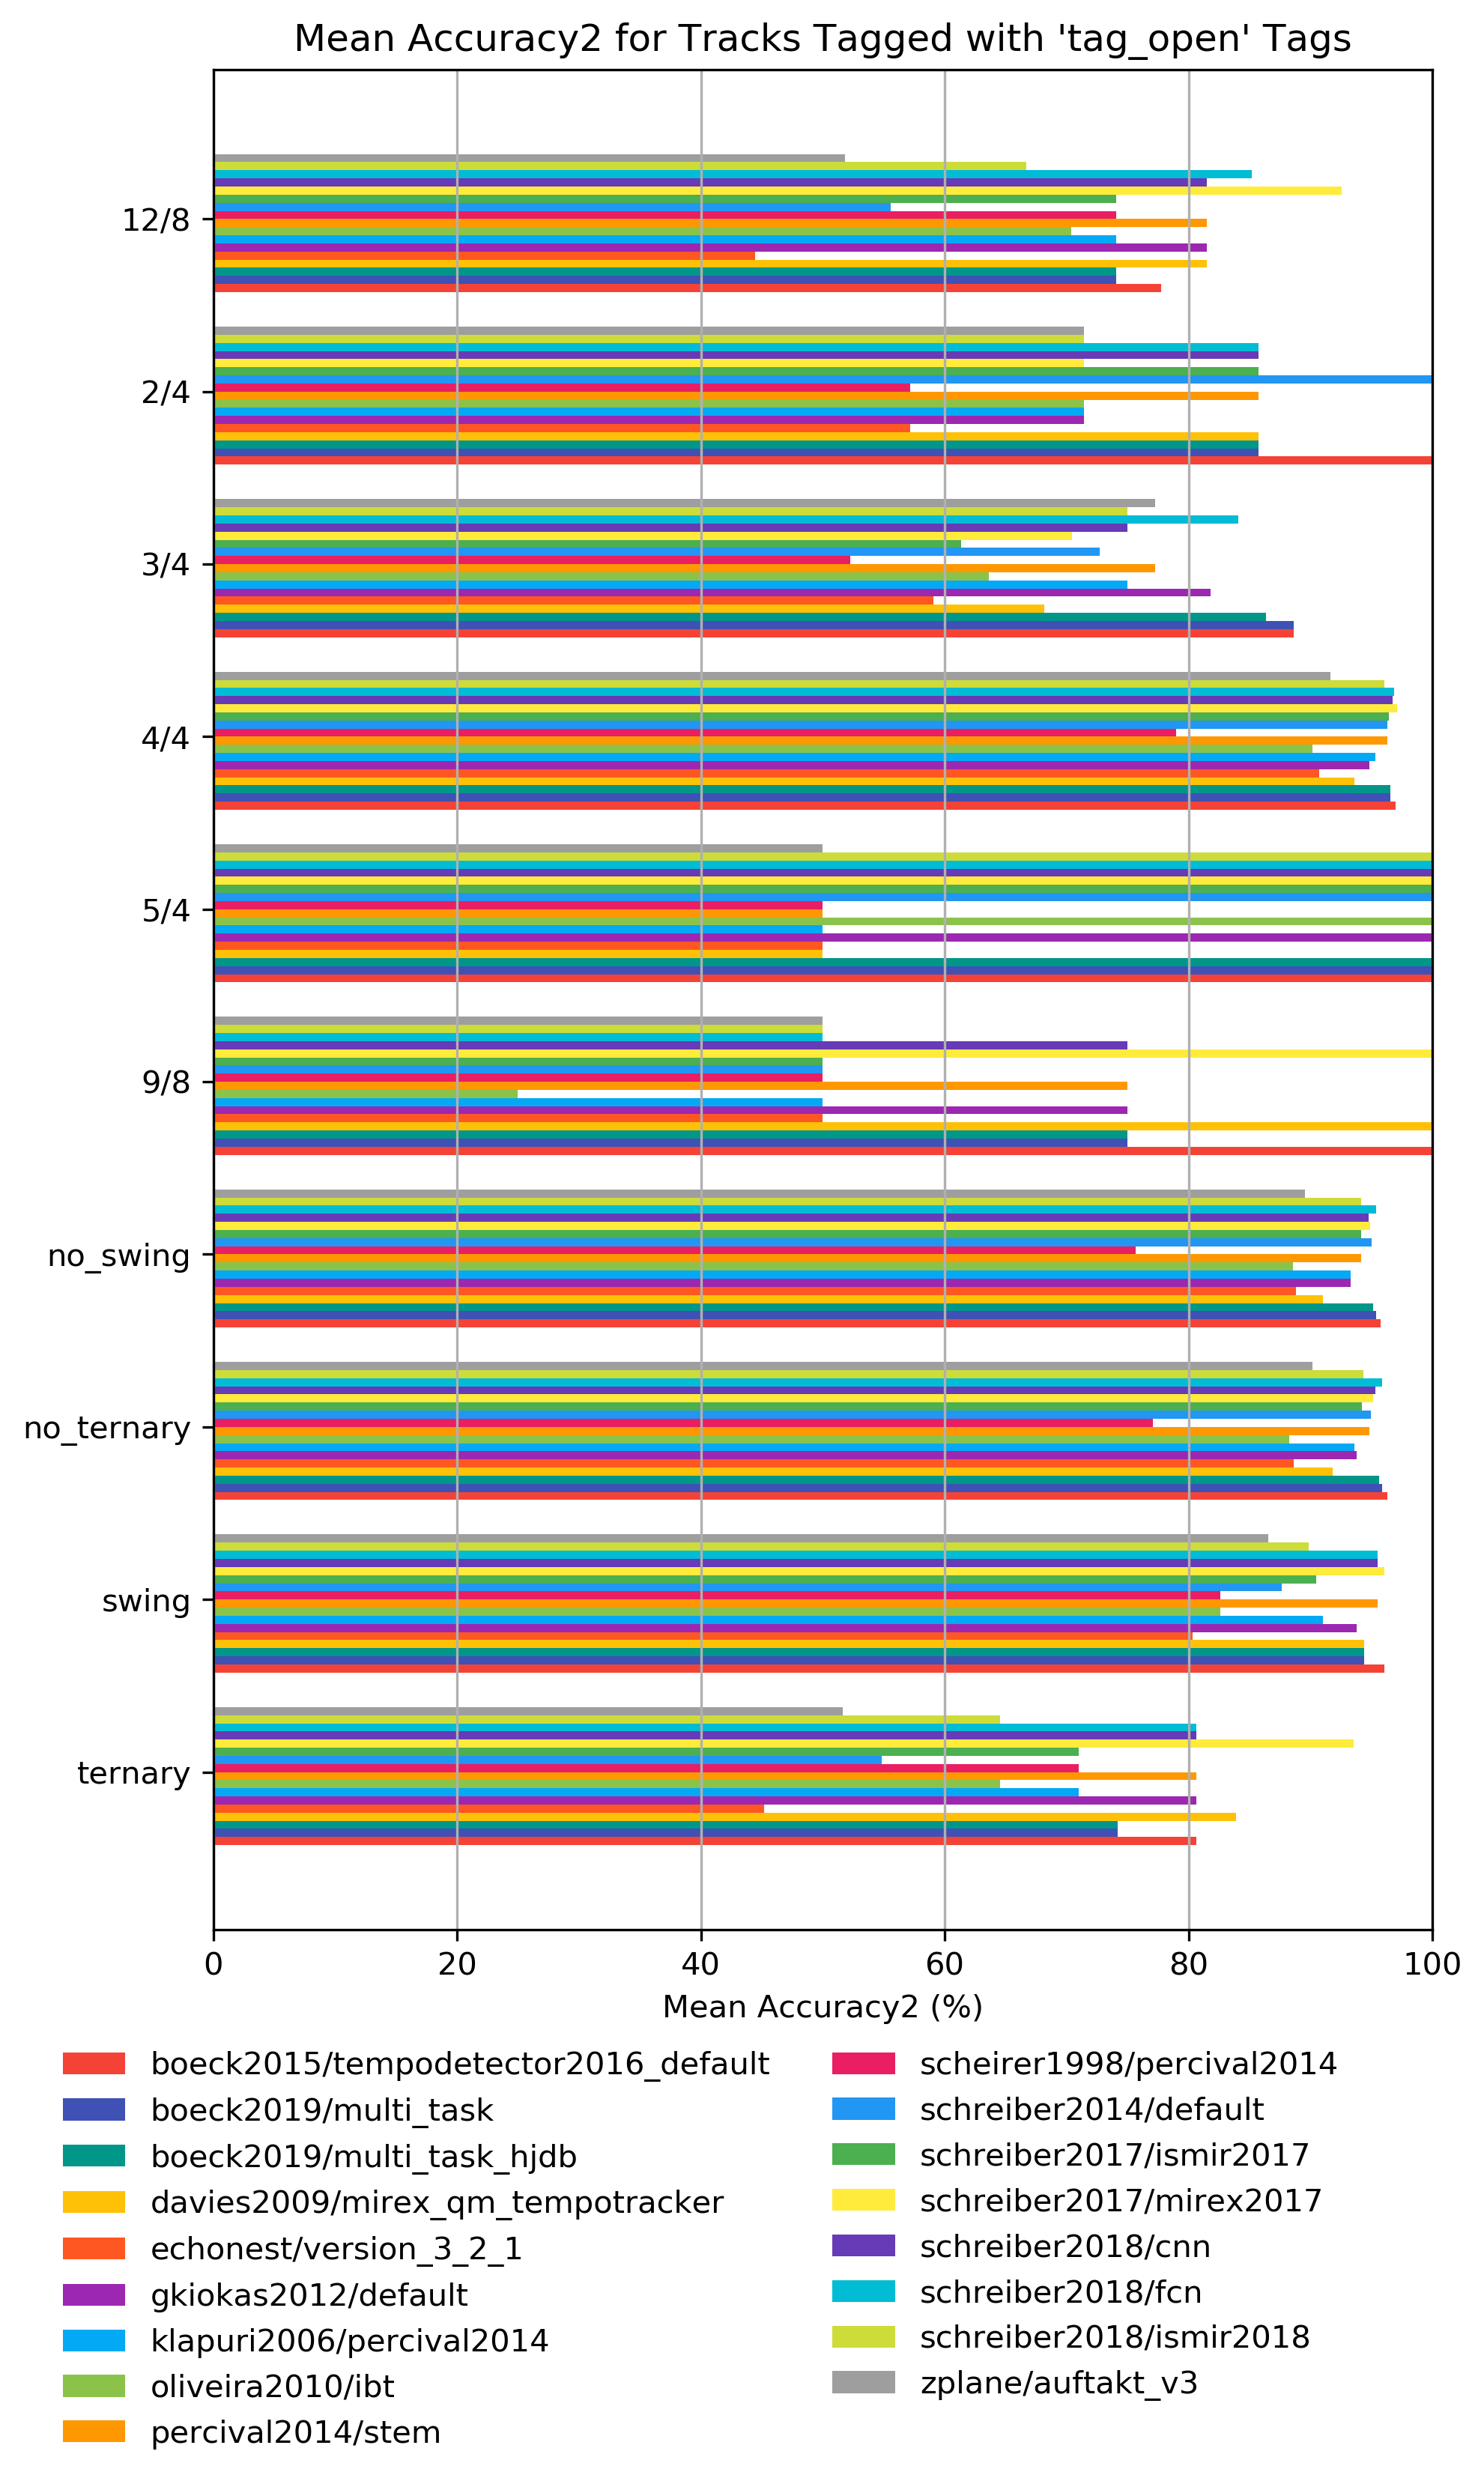 Mean Accuracy2 for Tracks Tagged with 'tag_open' Tags
12/8
2/4
3/4
4/4
5/4
9/8
no_swing
no_ternary
swing
ternary
0 20 40 60 80 100
Mean Accuracy2 (%)
boeck2015/tempodetector2016_default
boeck2019/multi_task
boeck2019/multi_task_hjdb
davies2009/mirex_qm_tempotracker
echonest/version_3_2_1
gkiokas2012/default
klapuri2006/percival2014
oliveira2010/ibt
percival2014/stem
scheirer1998/percival2014
schreiber2014/default
schreiber2017/ismir2017
schreiber2017/mirex2017
schreiber2018/cnn
schreiber2018/fcn
schreiber2018/ismir2018
zplane/auftakt_v3